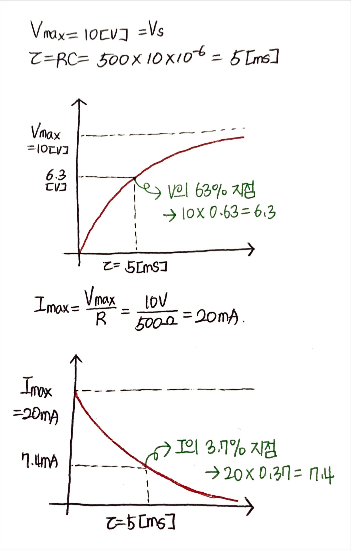 Vmax = 10[V] = Vs
τ=RC= 500×10×10⁻⁶ = 5[ms]
Vmax
=10[V]
6.3
[V]
V의 63% 지점
→ 10×0.63=6.3
τ= 5[ms]
Imax= Vmax/R = 10V/500Ω = 20mA.
Imax
=20mA
7.4mA
I의 3.7% 지점
→ 20×0.37= 7.4
τ=5[ms]